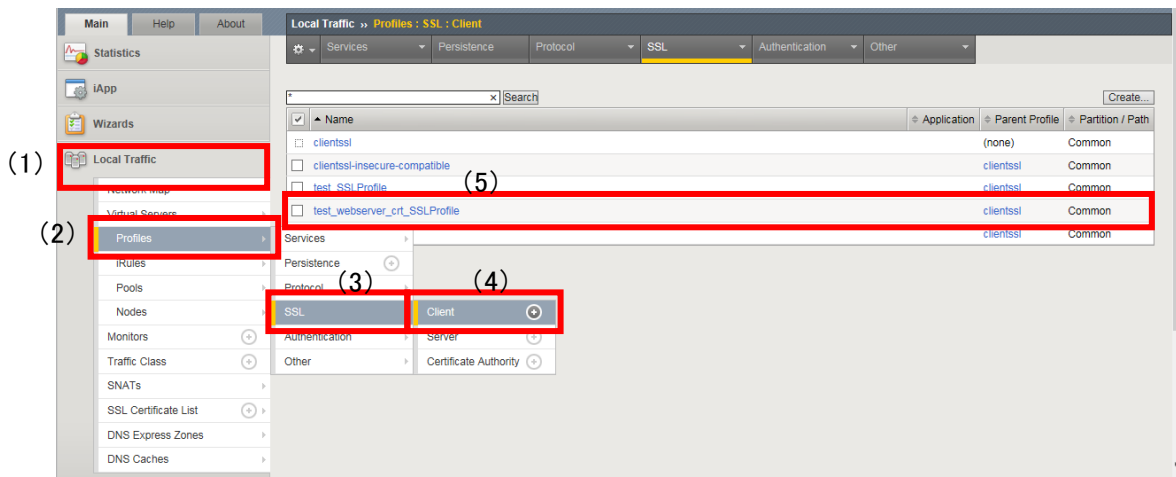 Main Help About
Local Traffic ›› Profiles : SSL : Client
Services Persistence Protocol SSL Authentication Other
Statistics
iApp
Wizards
(1) Local Traffic
Network Map
Virtual Servers
(2) Profiles
iRules
Pools
Nodes
Monitors
Traffic Class
SNATs
SSL Certificate List
DNS Express Zones
DNS Caches
* x Search Create...
Name Application Parent Profile Partition / Path
clientssl (none) Common
clientssl-insecure-compatible clientssl Common
test_SSLProfile clientssl Common
(5)
test_webserver_crt_SSLProfile clientssl Common
clientssl Common
Services
Persistence
Protocol
(3) (4)
SSL
Authentication
Other
Client
Server
Certificate Authority